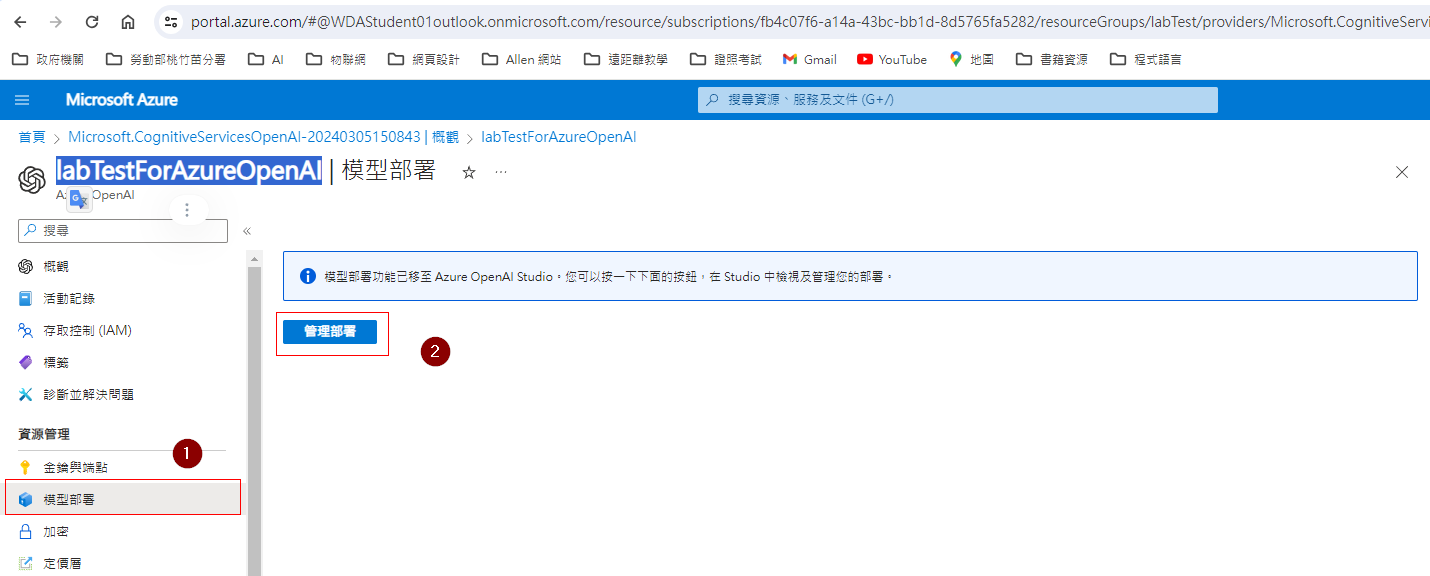 portal.azure.com/#@WDAStudent01outlook.onmicrosoft.com/resource/subscriptions/fb4c07f6-a14a-43bc-bb1d-8d5765fa5282/resourceGroups/labTest/providers/Microsoft.CognitiveServi
政府機關 勞動部桃竹苗分署 AI 物聯網 網頁設計 Allen 網站 遠距離教學 證照考試 Gmail YouTube 地圖 書籍資源 程式語言
Microsoft Azure 搜尋資源、服務及文件 (G+/)
首頁 > Microsoft.CognitiveServicesOpenAI-20240305150843 | 概觀 > labTestForAzureOpenAI
labTestForAzureOpenAI | 模型部署 ☆ ...
OpenAI
搜尋 «
概觀
模型部署功能已移至 Azure OpenAI Studio。您可以按一下下面的按鈕,在 Studio 中檢視及管理您的部署。
活動記錄
存取控制 (IAM)
管理部署
2
標籤
診斷並解決問題
資源管理
1
金鑰與端點
模型部署
加密
定價層